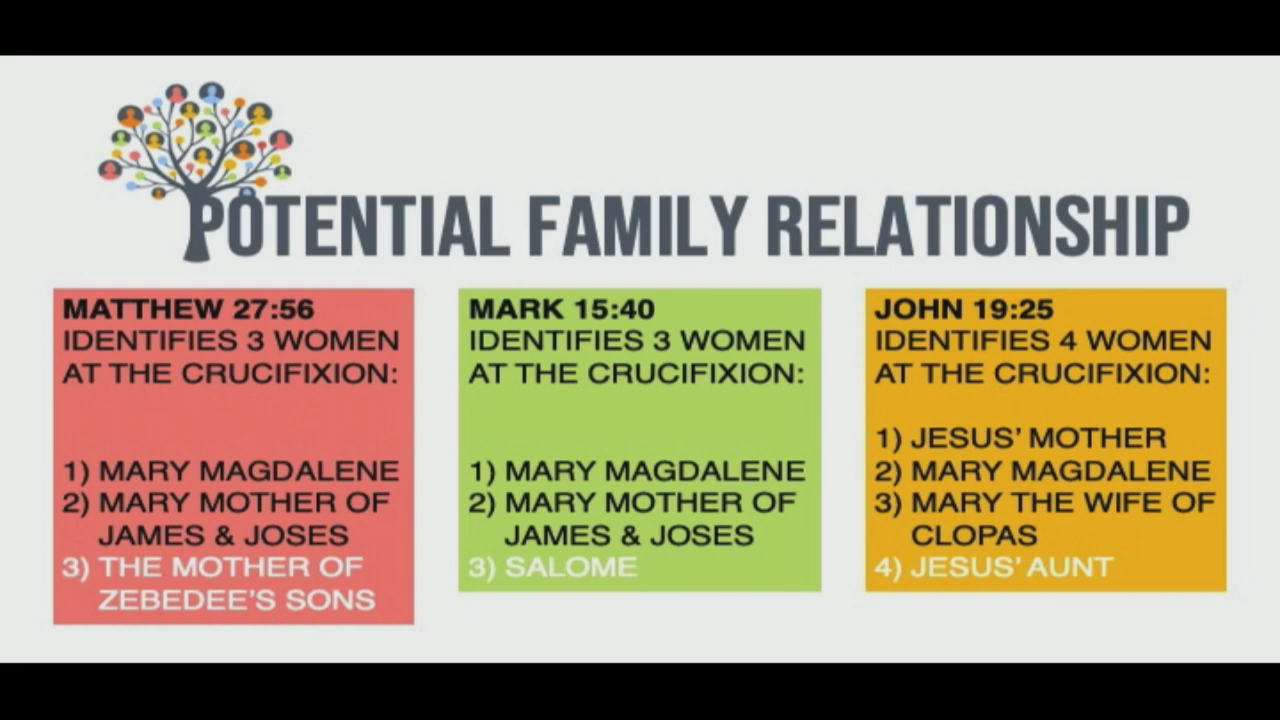 POTENTIAL FAMILY RELATIONSHIP
MATTHEW 27:56
IDENTIFIES 3 WOMEN
AT THE CRUCIFIXION:
1) MARY MAGDALENE
2) MARY MOTHER OF
JAMES & JOSES
3) THE MOTHER OF
ZEBEDEE'S SONS
MARK 15:40
IDENTIFIES 3 WOMEN
AT THE CRUCIFIXION:
1) MARY MAGDALENE
2) MARY MOTHER OF
JAMES & JOSES
3) SALOME
JOHN 19:25
IDENTIFIES 4 WOMEN
AT THE CRUCIFIXION:
1) JESUS' MOTHER
2) MARY MAGDALENE
3) MARY THE WIFE OF
CLOPAS
4) JESUS' AUNT